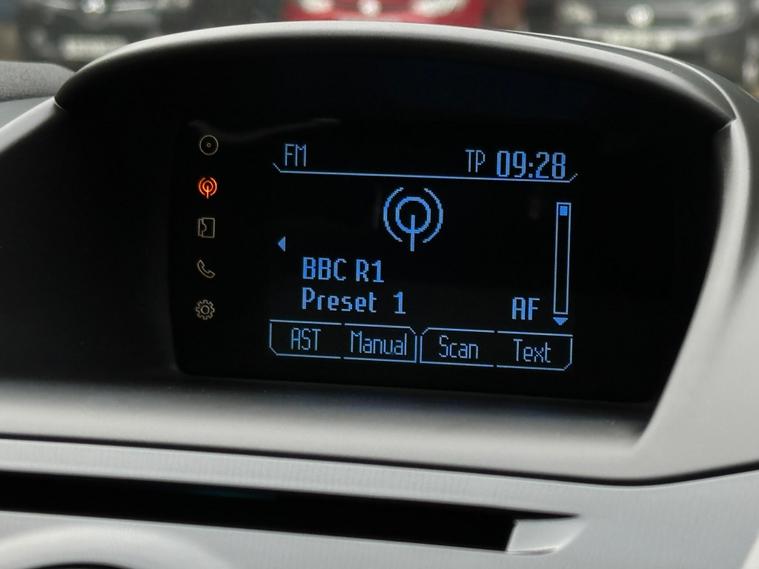 FM TP 09:28
BBC R1
Preset 1 AF
AST Manual Scan Text